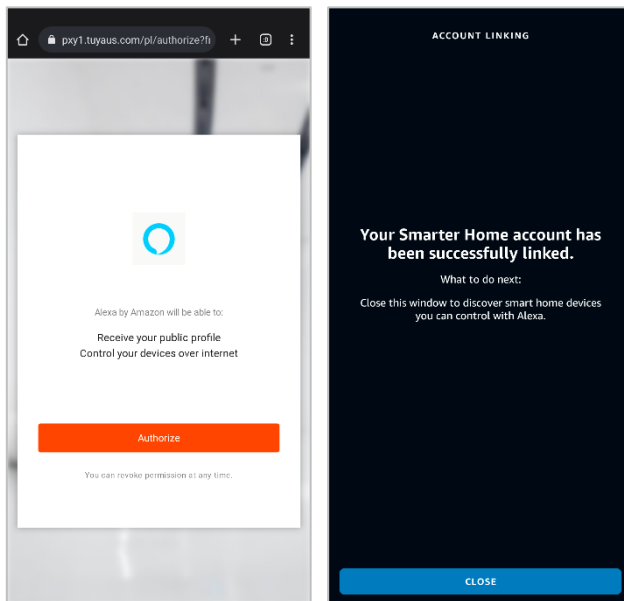 pxy1.tuyaus.com/pl/authorize?f
Alexa by Amazon will be able to:
Receive your public profile
Control your devices over internet
Authorize
You can revoke permission at any time.
ACCOUNT LINKING
Your Smarter Home account has
been successfully linked.
What to do next:
Close this window to discover smart home devices
you can control with Alexa.
CLOSE